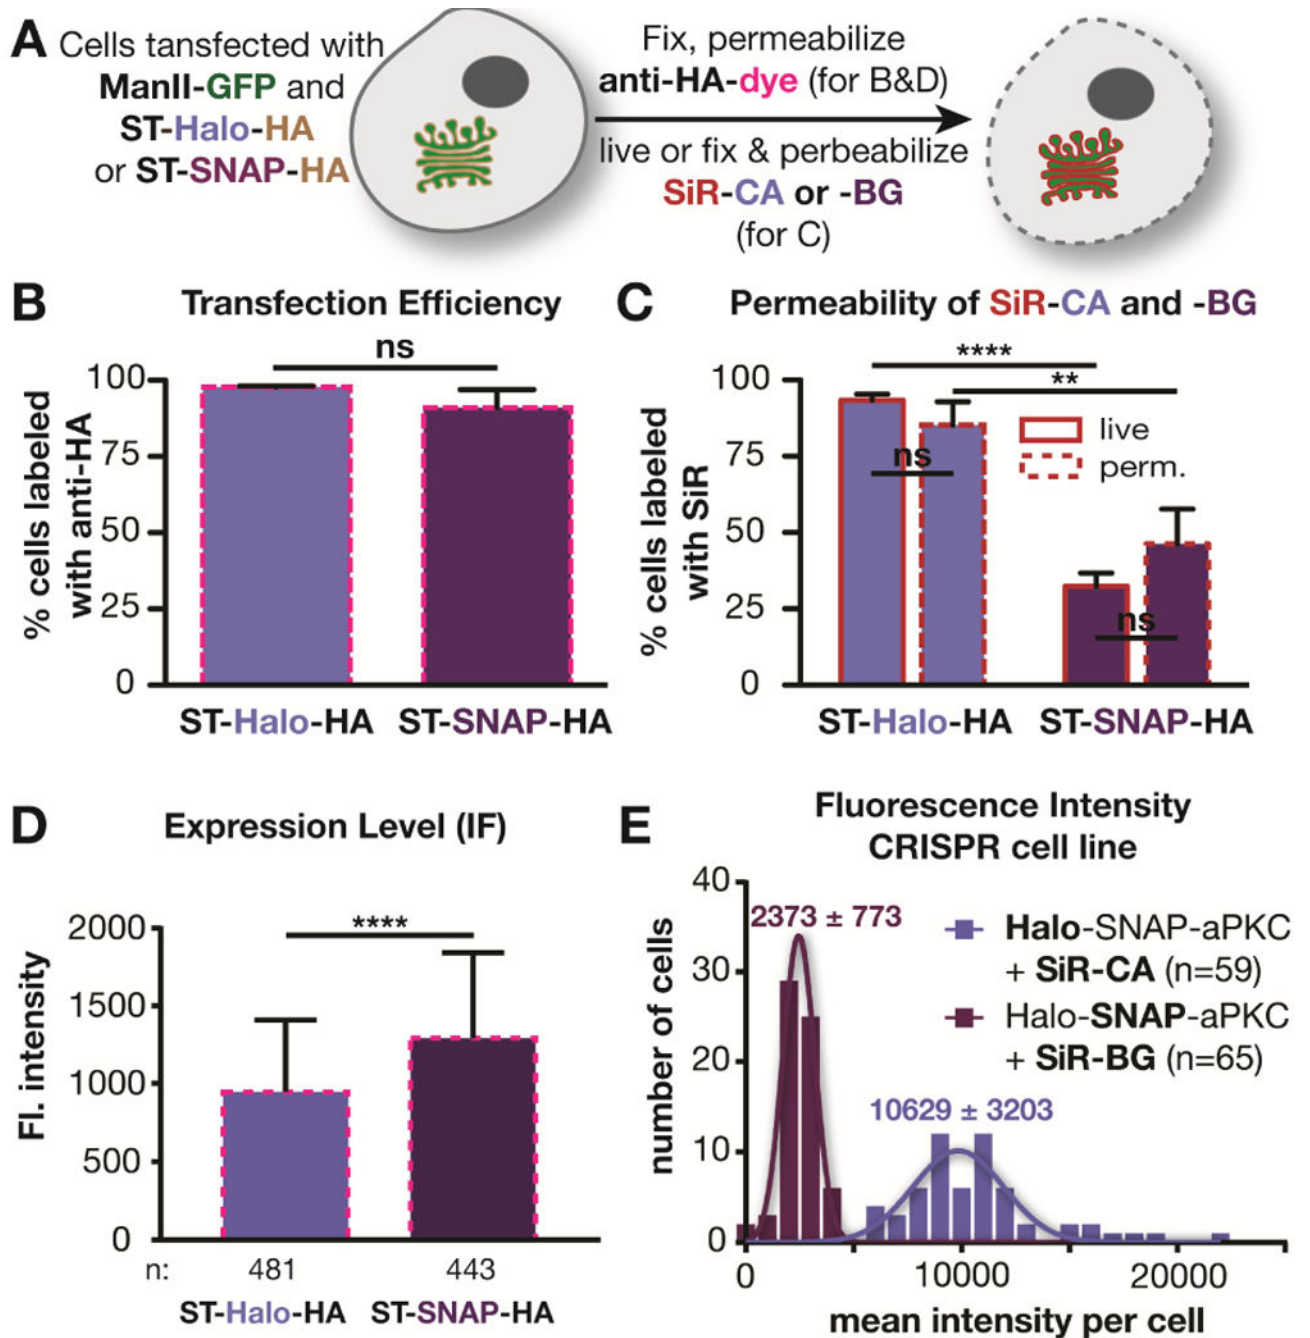 A
Cells tansfected with
ManII-GFP and
ST-Halo-HA
or ST-SNAP-HA
Fix, permeabilize
anti-HA-dye (for B&D)
live or fix & perbeabilize
SiR-CA or -BG
(for C)
B
Transfection Efficiency
ns
% cells labeled
with anti-HA
100
75
50
25
0
ST-Halo-HA
ST-SNAP-HA
C
Permeability of SiR-CA and -BG
****
**
% cells labeled
with SiR
100
75
50
25
0
ns
ns
live
perm.
ST-Halo-HA
ST-SNAP-HA
D
Expression Level (IF)
****
Fl. intensity
2000
1500
1000
500
0
n:
481
443
ST-Halo-HA
ST-SNAP-HA
E
Fluorescence Intensity
CRISPR cell line
number of cells
40
30
20
10
0
2373 ± 773
10629 ± 3203
Halo-SNAP-aPKC
+ SiR-CA (n=59)
Halo-SNAP-aPKC
+ SiR-BG (n=65)
0
10000
20000
mean intensity per cell